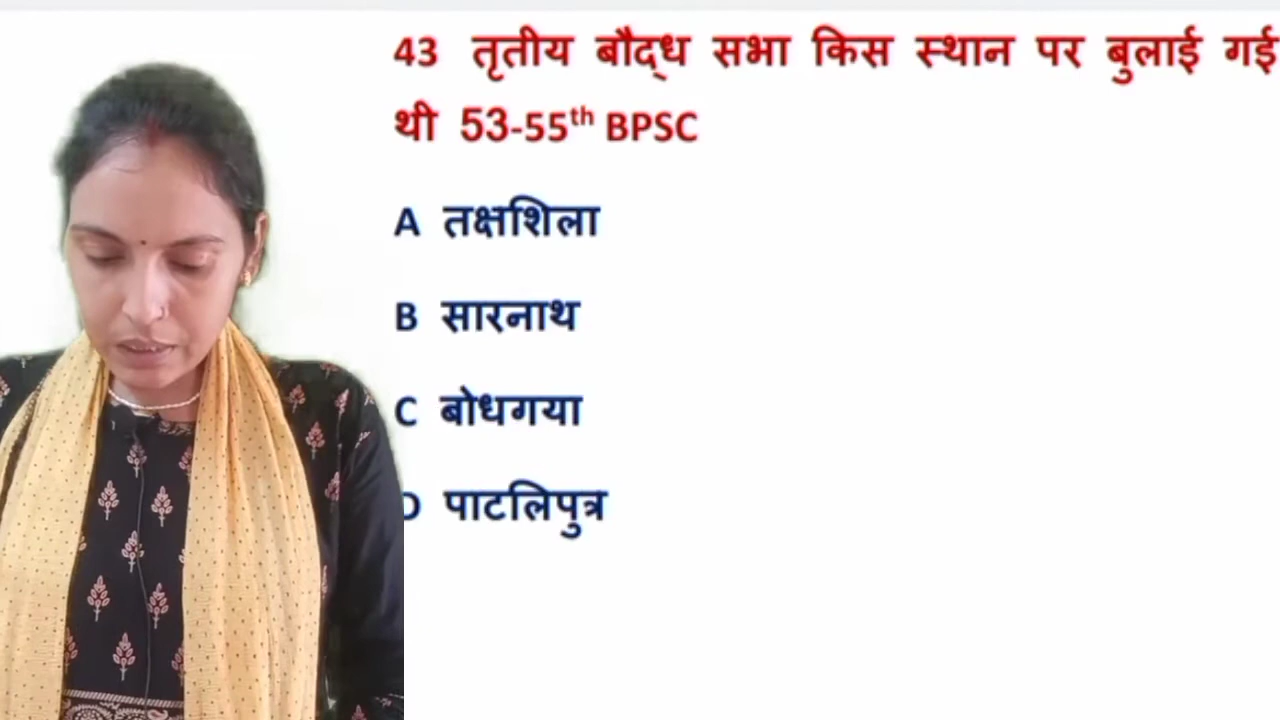 43 तृतीय बौद्ध सभा किस स्थान पर बुलाई गई
थी 53-55th BPSC
A तक्षशिला
B सारनाथ
C बोधगया
D पाटलिपुत्र